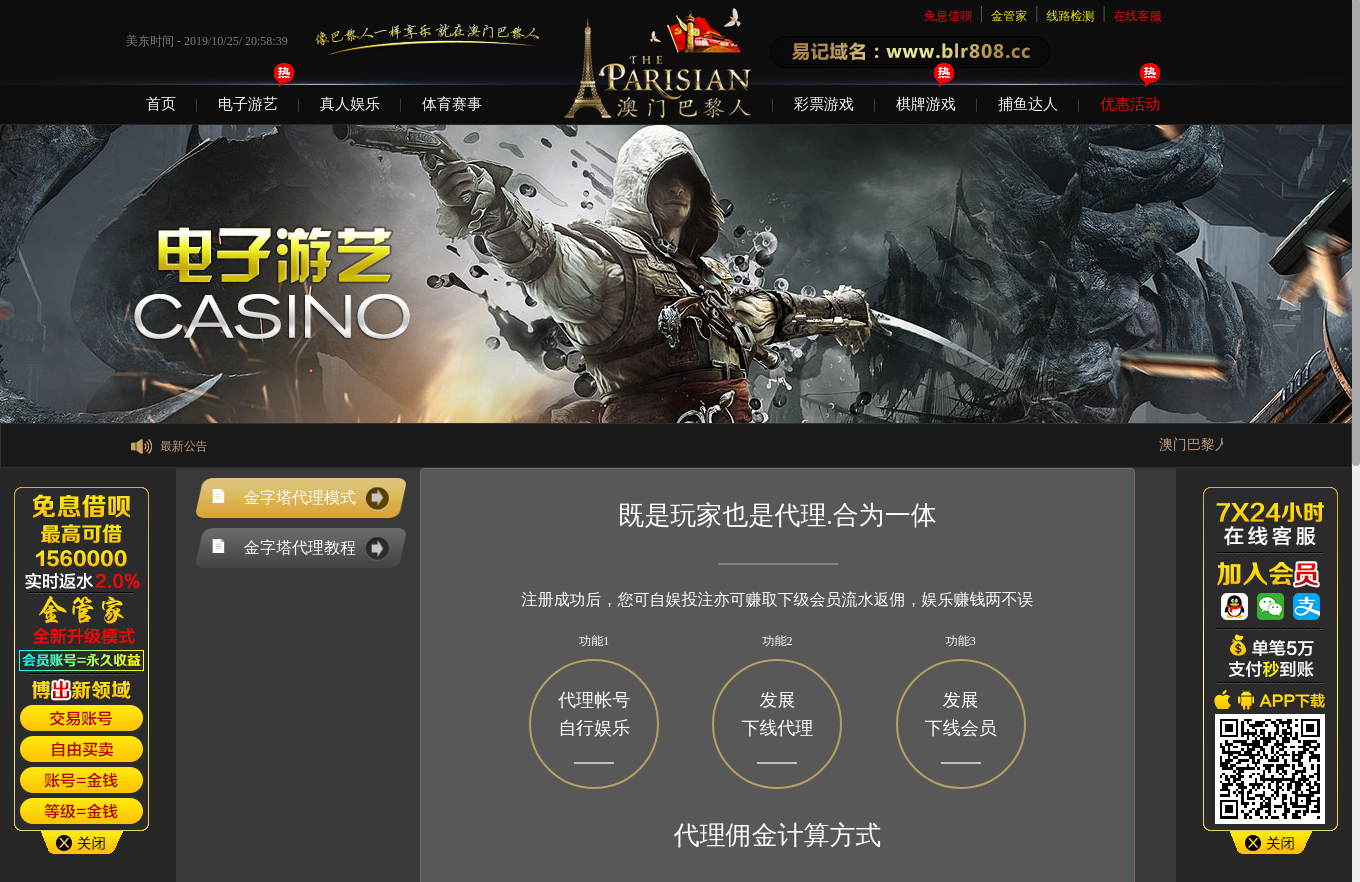 免息借呗
金管家
线路检测
在线客服
美东时间 - 2019/10/25/ 20:58:39
像巴黎人一样享乐 就在澳门巴黎人
THE
PARISIAN
澳门巴黎人
易记域名：www.blr808.cc
热
热
热
首页
电子游艺
真人娱乐
体育赛事
彩票游戏
棋牌游戏
捕鱼达人
优惠活动
电子游艺
CASINO
最新公告
澳门巴黎人
免息借呗
最高可借
1560000
实时返水2.0%
金管家
全新升级模式
会员账号=永久收益
博出新领域
交易账号
自由买卖
账号=金钱
等级=金钱
关闭
金字塔代理模式
金字塔代理教程
既是玩家也是代理.合为一体
注册成功后，您可自娱投注亦可赚取下级会员流水返佣，娱乐赚钱两不误
功能1
功能2
功能3
代理帐号
自行娱乐
发展
下线代理
发展
下线会员
代理佣金计算方式
7X24小时
在线客服
加入会员
支
单笔5万
支付秒到账
APP下载
关闭